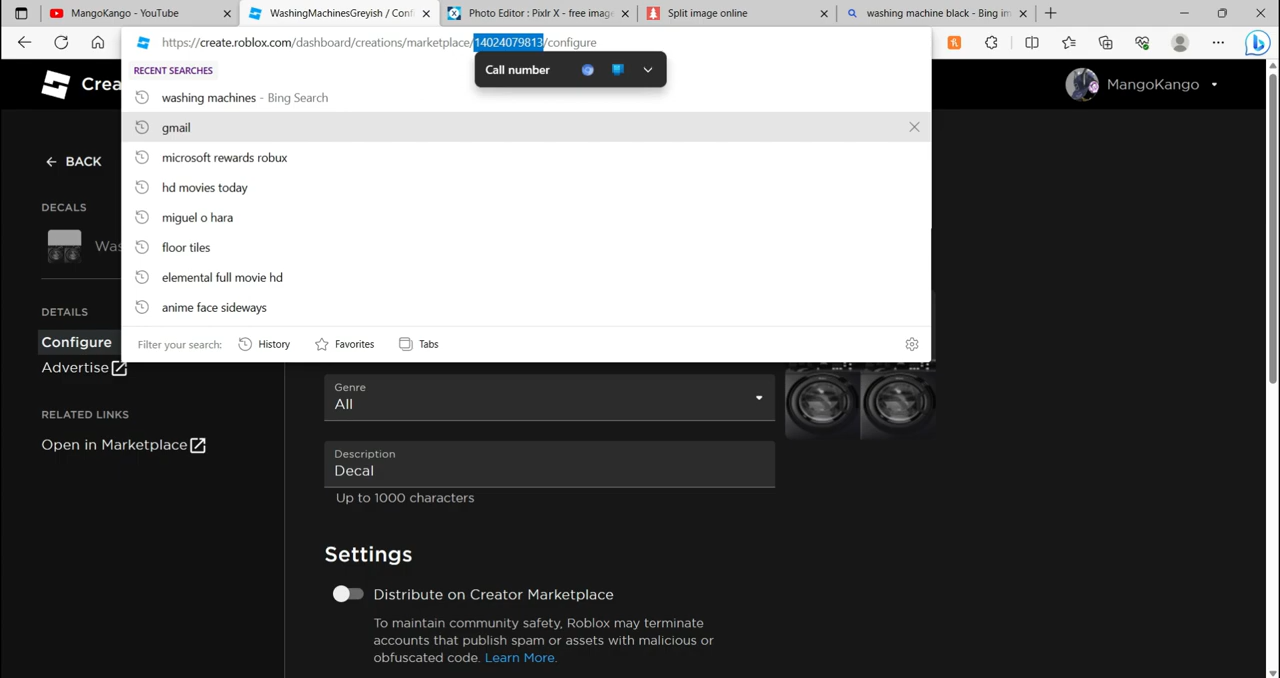 MangoKango - YouTube
WashingMachinesGreyish / Conf
Photo Editor : Pixlr X - free image
Split image online
washing machine black - Bing im
https://create.roblox.com/dashboard/creations/marketplace/14024079813/configure
Call number
RECENT SEARCHES
Crea
MangoKango
washing machines - Bing Search
gmail
BACK
microsoft rewards robux
hd movies today
DECALS
miguel o hara
Was
floor tiles
elemental full movie hd
DETAILS
anime face sideways
Configure
Filter your search:
History
Favorites
Tabs
Advertise
Genre
All
RELATED LINKS
Open in Marketplace
Description
Decal
Up to 1000 characters
Settings
Distribute on Creator Marketplace
To maintain community safety, Roblox may terminate
accounts that publish spam or assets with malicious or
obfuscated code. Learn More.